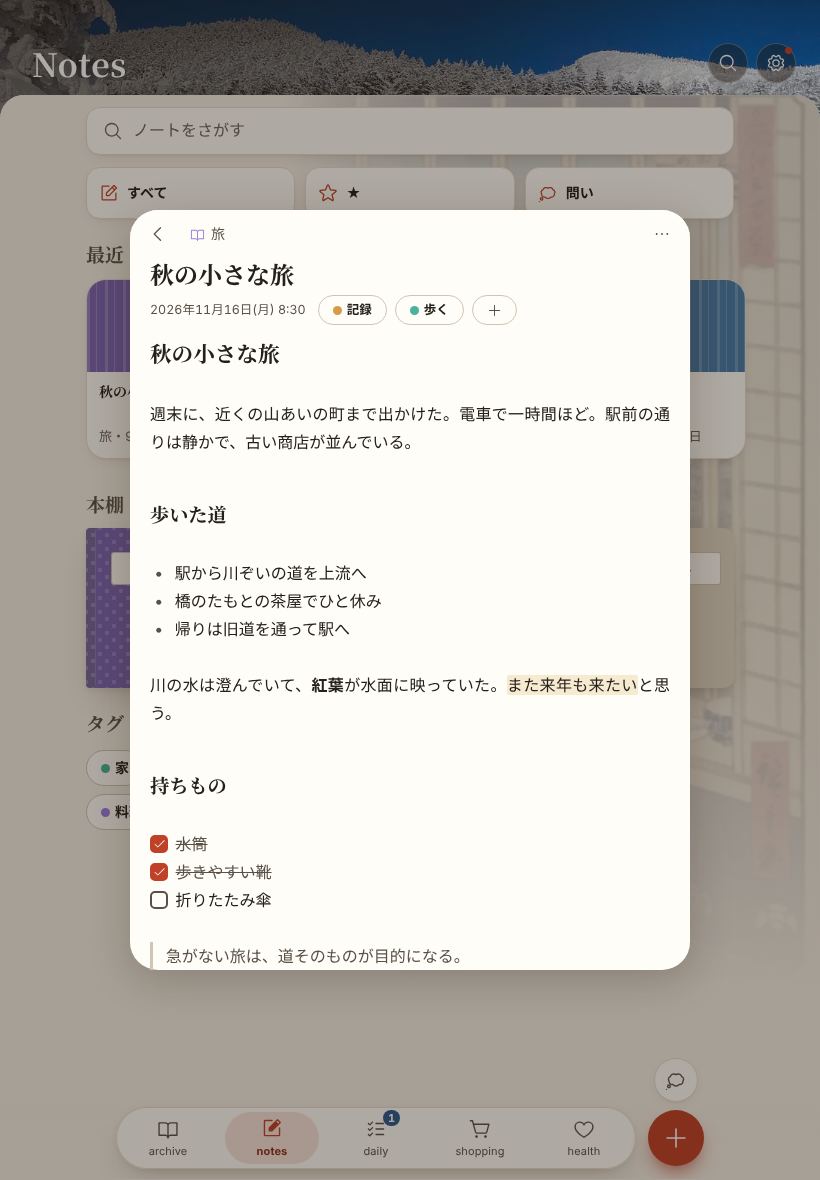 Notes
ノートをさがす
すべて
★
問い
最近
旅
…
秋の小さな旅
2026年11月16日(月) 8:30
記録
歩く
秋の小さな旅
週末に、近くの山あいの町まで出かけた。電車で一時間ほど。駅前の通
りは静かで、古い商店が並んでいる。
歩いた道
• 駅から川ぞいの道を上流へ
• 橋のたもとの茶屋でひと休み
• 帰りは旧道を通って駅へ
川の水は澄んでいて、紅葉が水面に映っていた。また来年も来たいと思
う。
持ちもの
水筒
歩きやすい靴
折りたたみ傘
急がない旅は、道そのものが目的になる。
秋の
旅・
日
本棚
タグ
家
料
archive
notes
1
daily
shopping
health